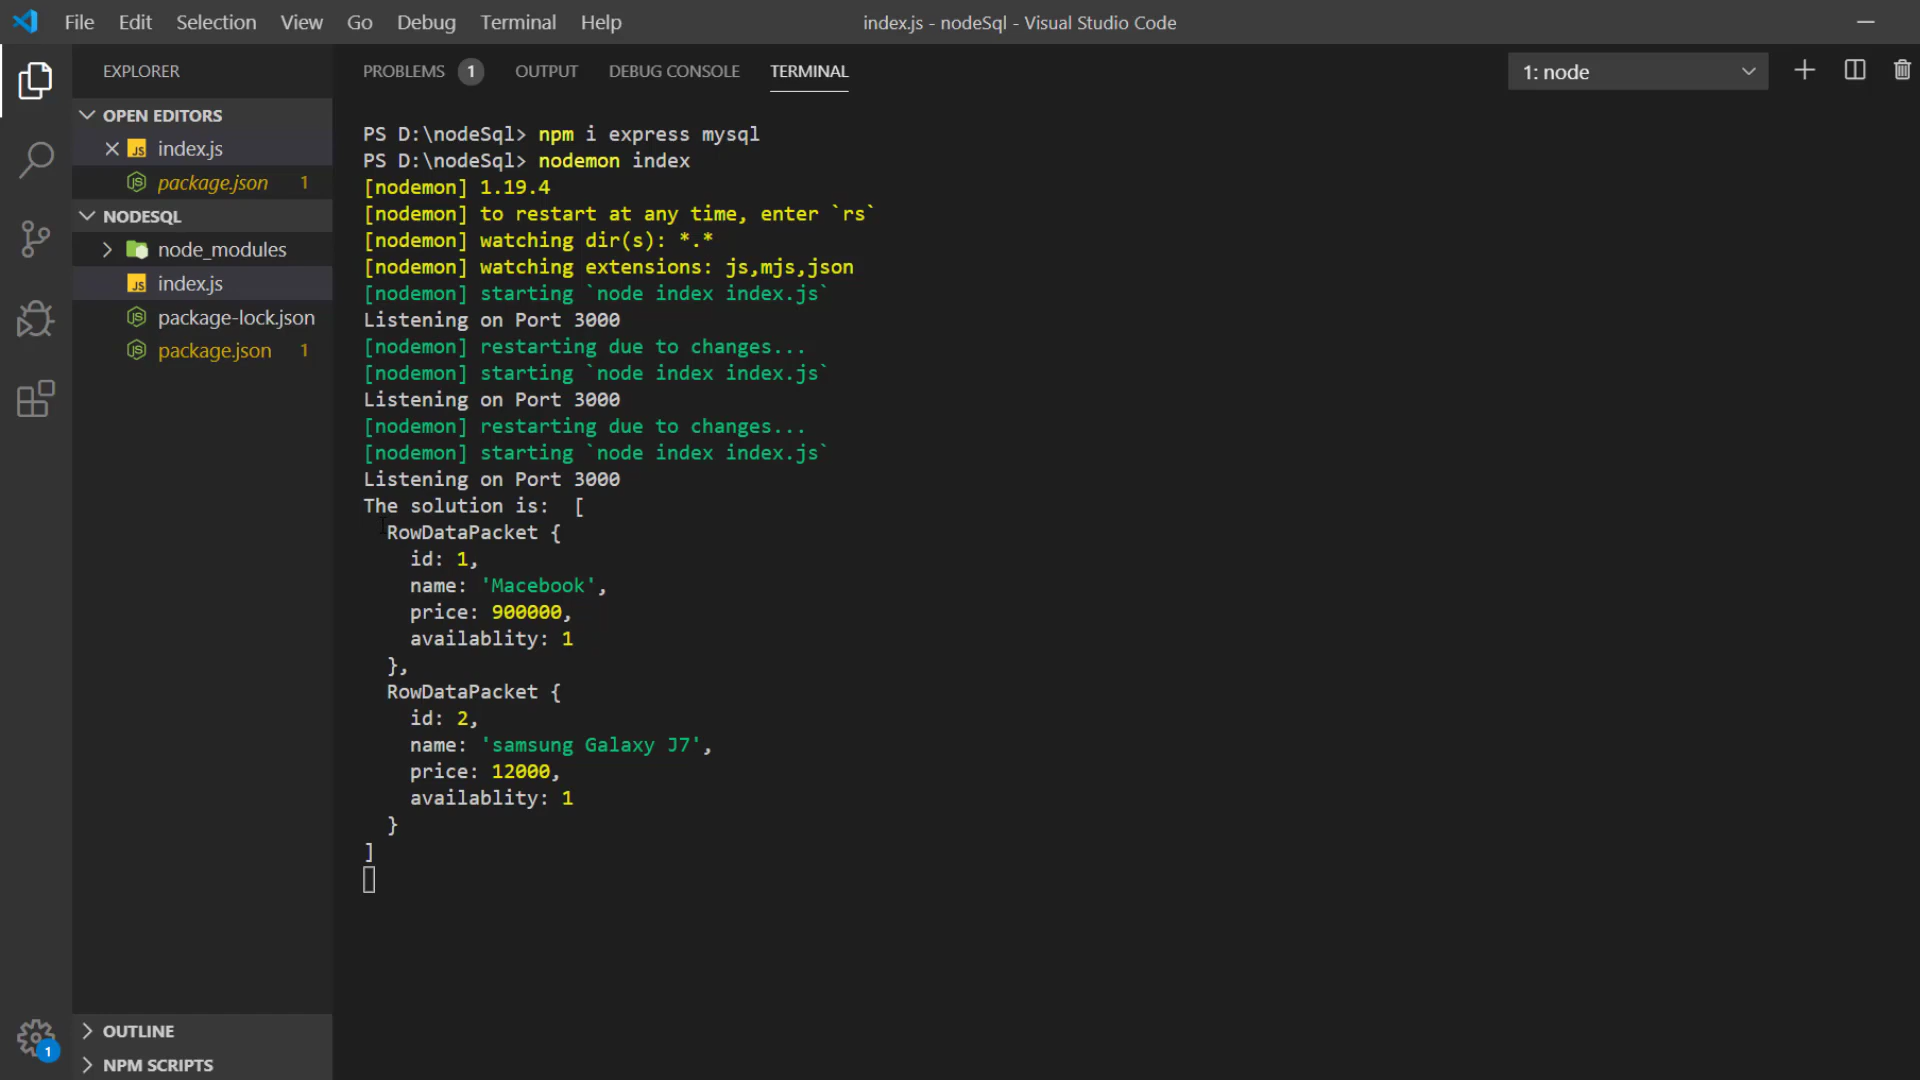 File Edit Selection View Go Debug Terminal Help index.js - nodeSql - Visual Studio Code
EXPLORER
OPEN EDITORS
JS index.js
package.json 1
NODESQL
node_modules
JS index.js
package-lock.json
package.json 1
OUTLINE
NPM SCRIPTS
1
PROBLEMS 1 OUTPUT DEBUG CONSOLE TERMINAL 1: node
PS D:\nodeSql> npm i express mysql
PS D:\nodeSql> nodemon index
[nodemon] 1.19.4
[nodemon] to restart at any time, enter `rs`
[nodemon] watching dir(s): *.*
[nodemon] watching extensions: js,mjs,json
[nodemon] starting `node index index.js`
Listening on Port 3000
[nodemon] restarting due to changes...
[nodemon] starting `node index index.js`
Listening on Port 3000
[nodemon] restarting due to changes...
[nodemon] starting `node index index.js`
Listening on Port 3000
The solution is:  [
  RowDataPacket {
    id: 1,
    name: 'Macebook',
    price: 900000,
    availablity: 1
  },
  RowDataPacket {
    id: 2,
    name: 'samsung Galaxy J7',
    price: 12000,
    availablity: 1
  }
]